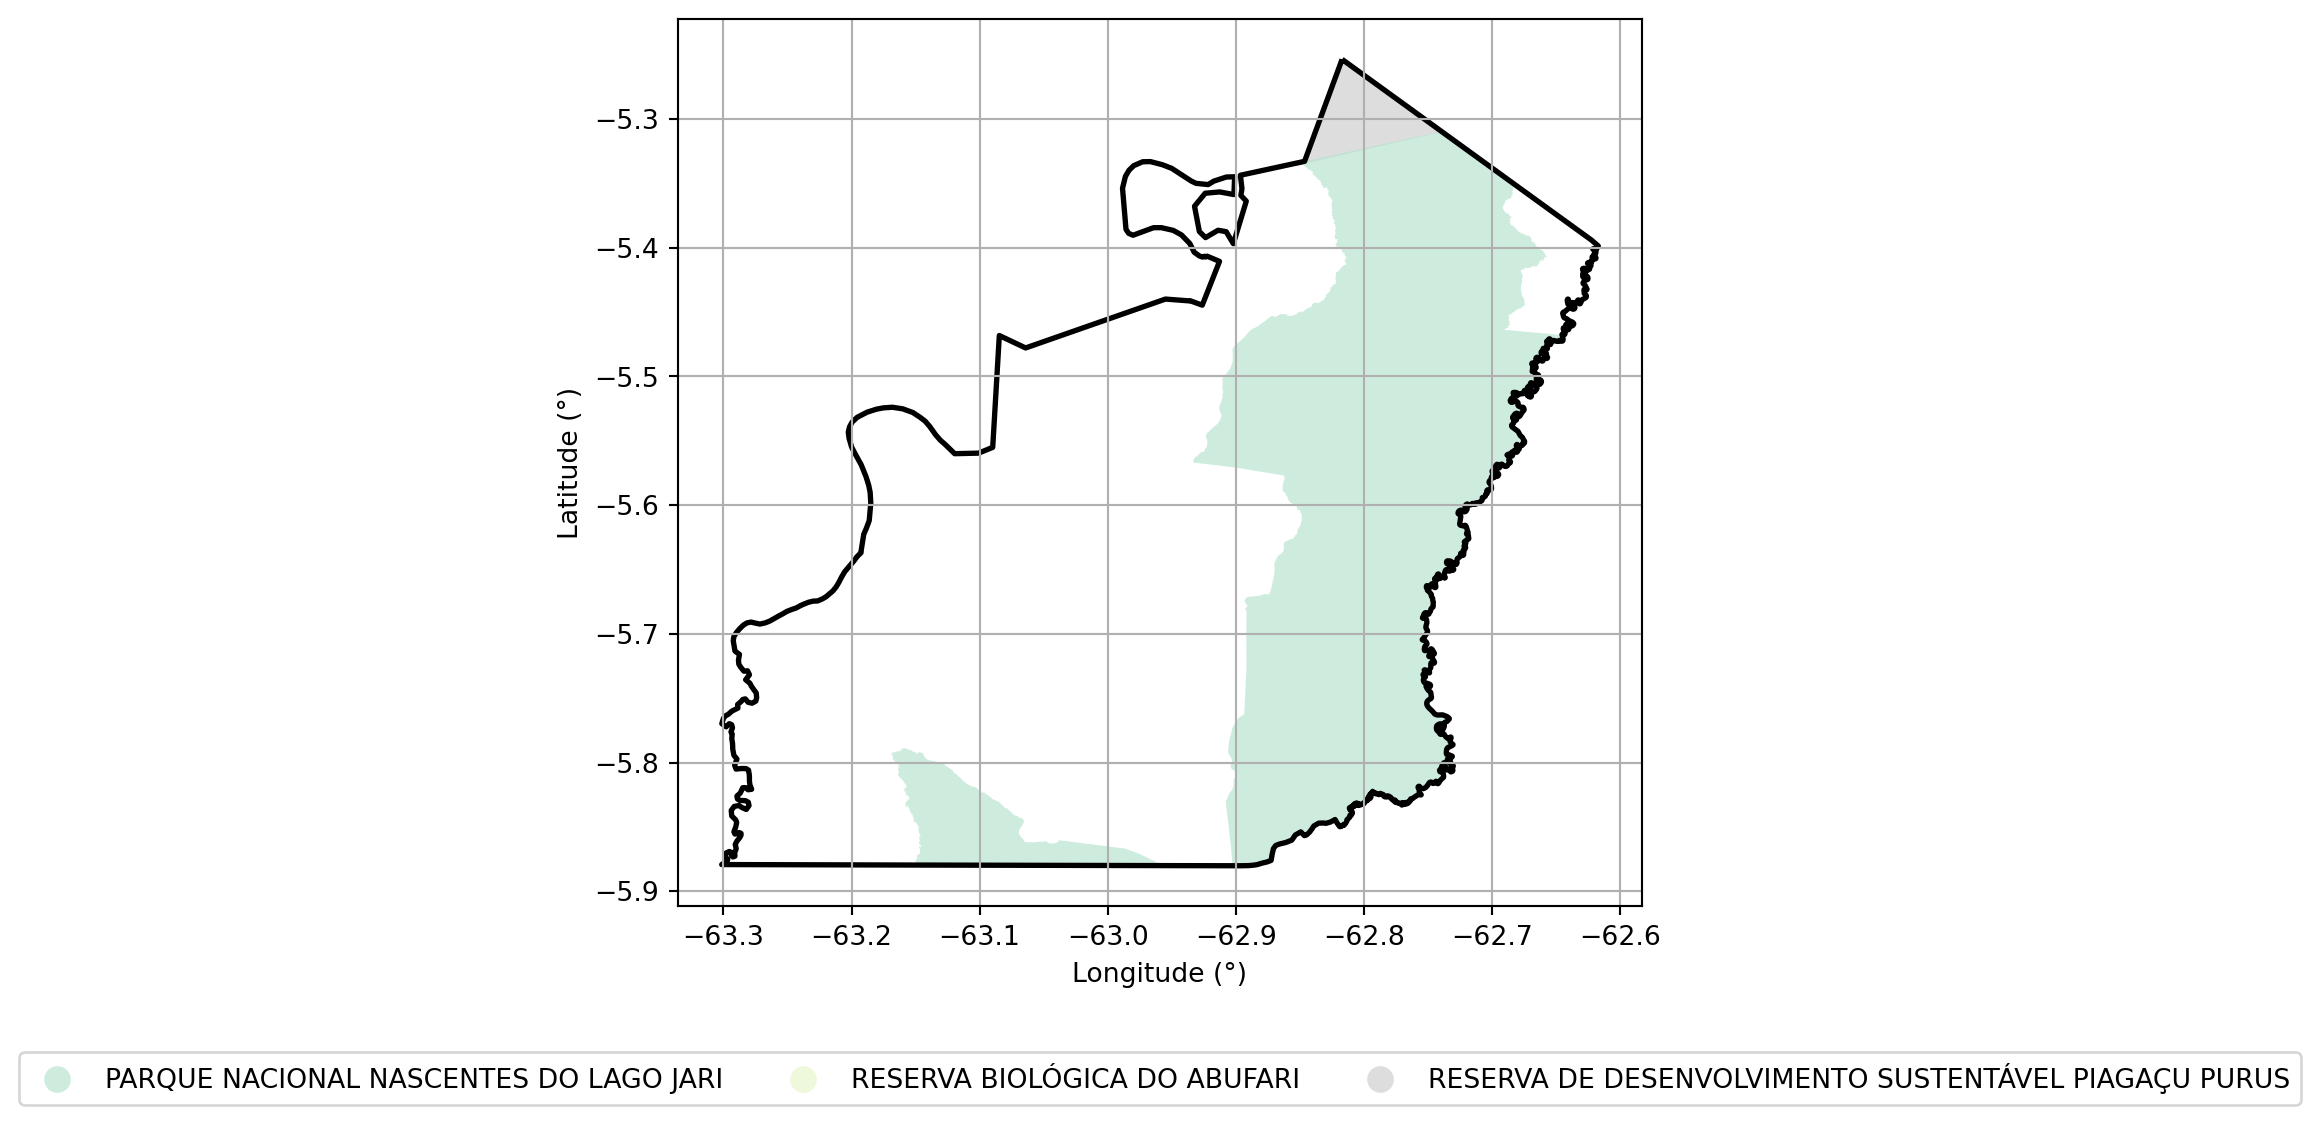 −5.3
−5.4
−5.5
−5.6
−5.7
−5.8
−5.9
Latitude (°)
−63.3 −63.2 −63.1 −63.0 −62.9 −62.8 −62.7 −62.6
Longitude (°)
PARQUE NACIONAL NASCENTES DO LAGO JARI RESERVA BIOLÓGICA DO ABUFARI RESERVA DE DESENVOLVIMENTO SUSTENTÁVEL PIAGAÇU PURUS